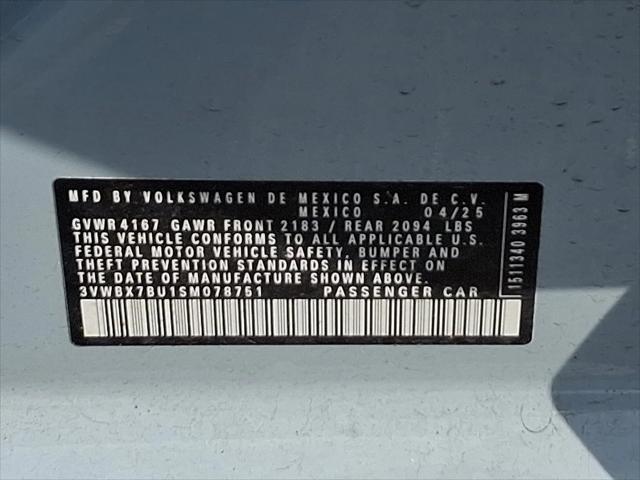 MFD BY VOLKSWAGEN DE MEXICO S.A. DE C.V.
MEXICO 04/25
GVWR 4167 GAWR FRONT 2183 / REAR 2094 LBS
THIS VEHICLE CONFORMS TO ALL APPLICABLE U.S.
FEDERAL MOTOR VEHICLE SAFETY, BUMPER AND
THEFT PREVENTION STANDARDS IN EFFECT ON
THE DATE OF MANUFACTURE SHOWN ABOVE.
3VWBX7BU1SM078751 PASSENGER CAR
1511340 3963 M